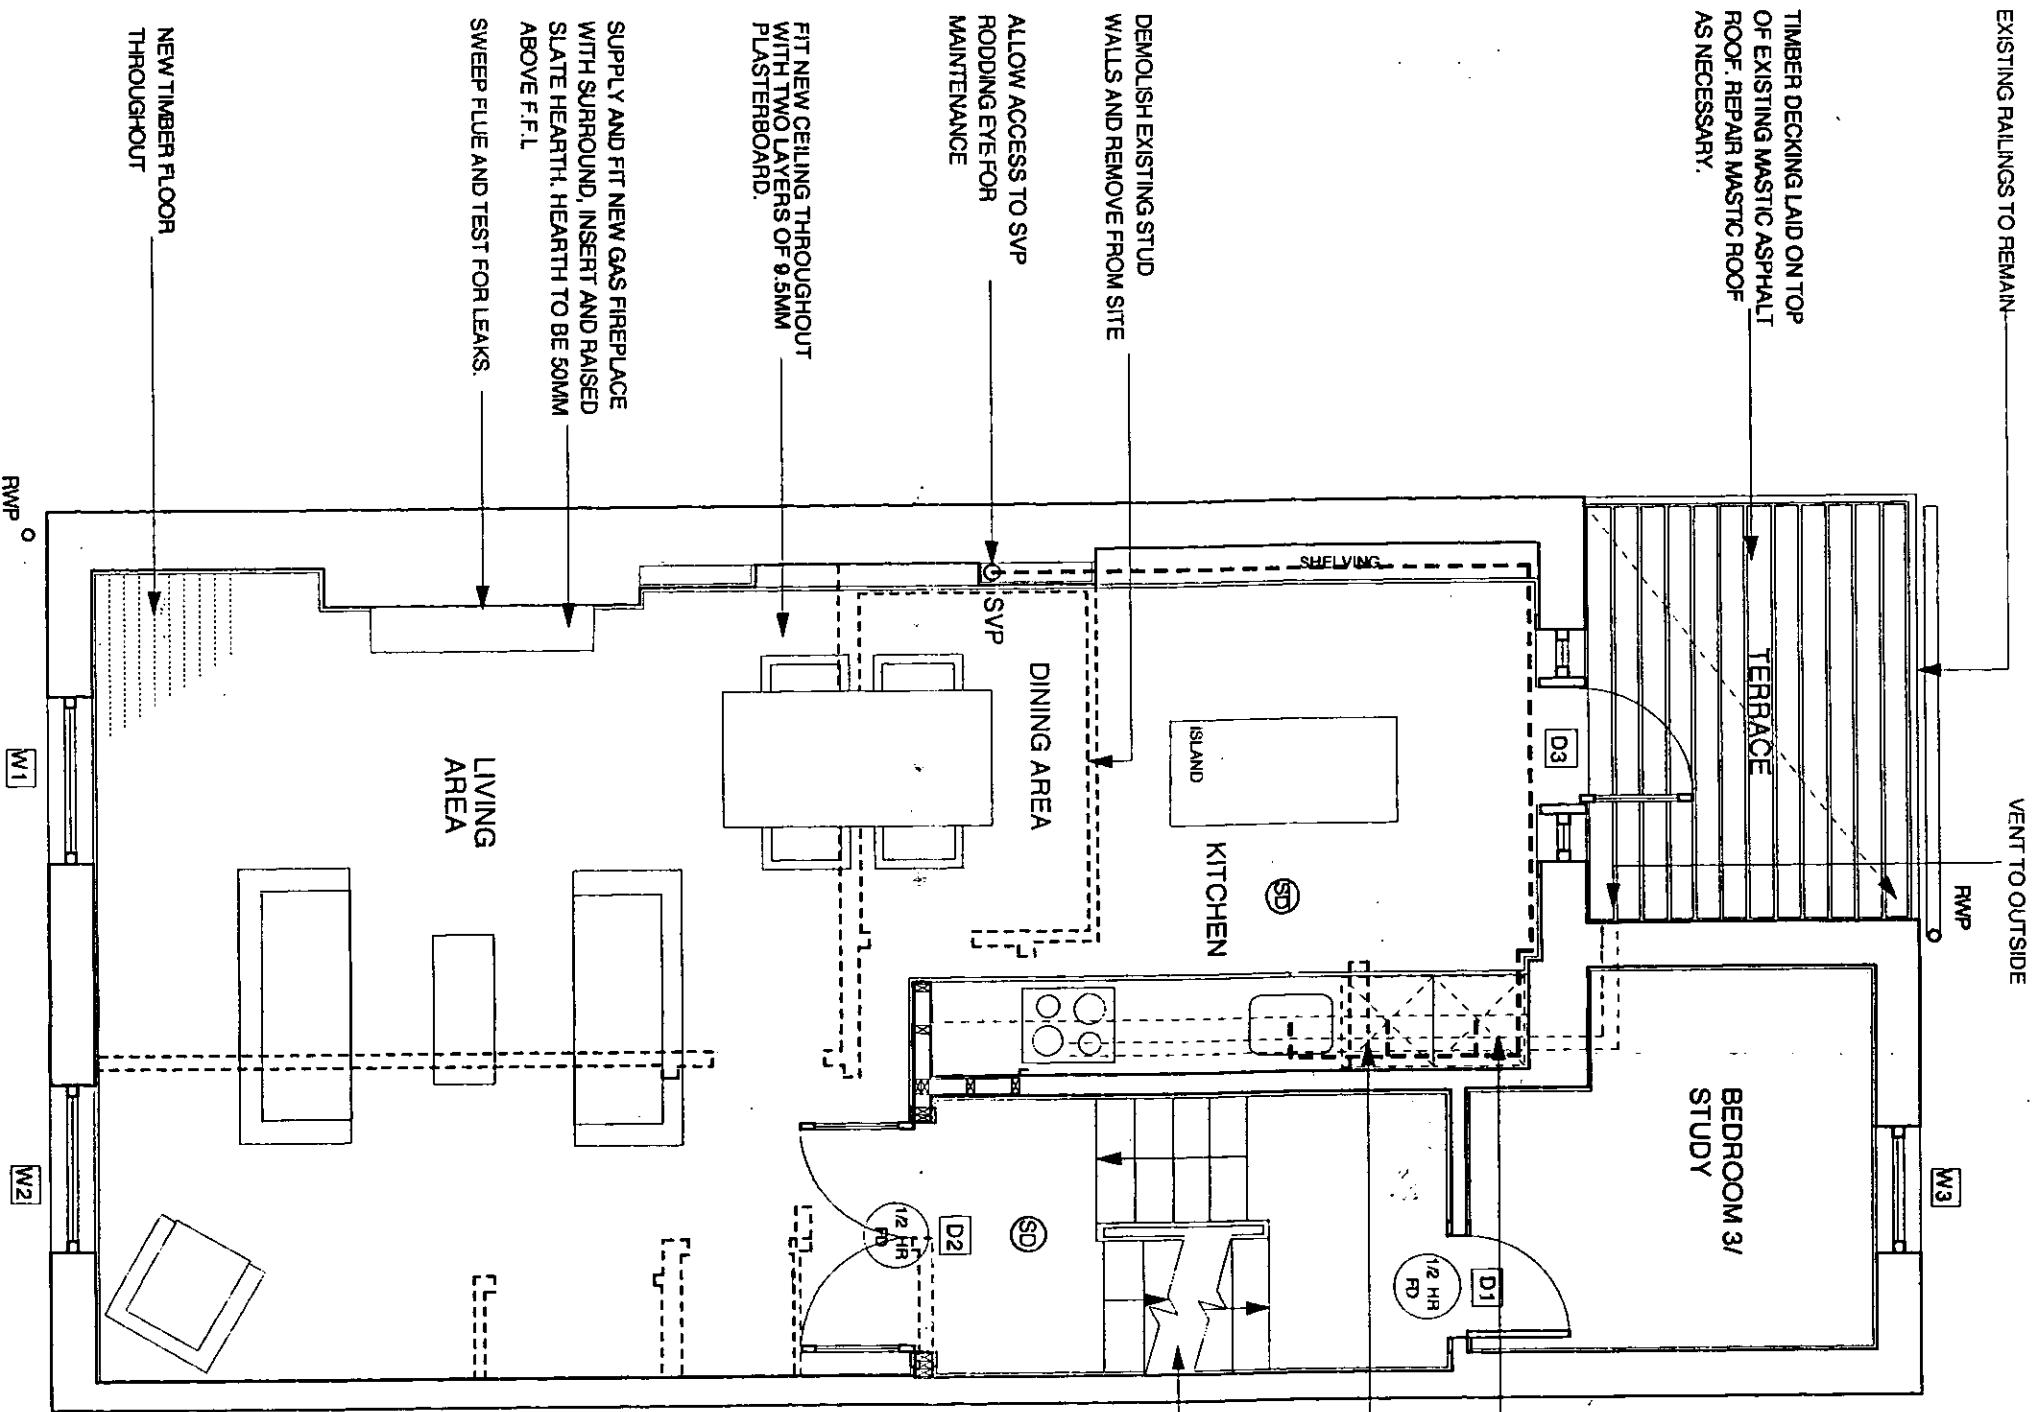 EXISTING RAILINGS TO REMAIN
TIMBER DECKING LAID ON TOP
OF EXISTING MASTIC ASPHALT
ROOF. REPAIR MASTIC ROOF
AS NECESSARY.
DEMOLISH EXISTING STUD
WALLS AND REMOVE FROM SITE
ALLOW ACCESS TO SVP
RODDING EYE FOR
MAINTENANCE
FIT NEW CEILING THROUGHOUT
WITH TWO LAYERS OF 9.5MM
PLASTERBOARD.
SUPPLY AND FIT NEW GAS FIREPLACE
WITH SURROUND, INSERT AND RAISED
SLATE HEARTH. HEARTH TO BE 50MM
ABOVE F.F.L
SWEEP FLUE AND TEST FOR LEAKS.
NEW TIMBER FLOOR
THROUGHOUT
VENT TO OUTSIDE
RWP
TERRACE
D3
SHELVING
SVP
DINING AREA
ISLAND
KITCHEN
SD
LIVING
AREA
RWP
W1
W2
W3
BEDROOM 3/
STUDY
D1
1/2 HR
FD
SD
D2
1/2 HR
FD